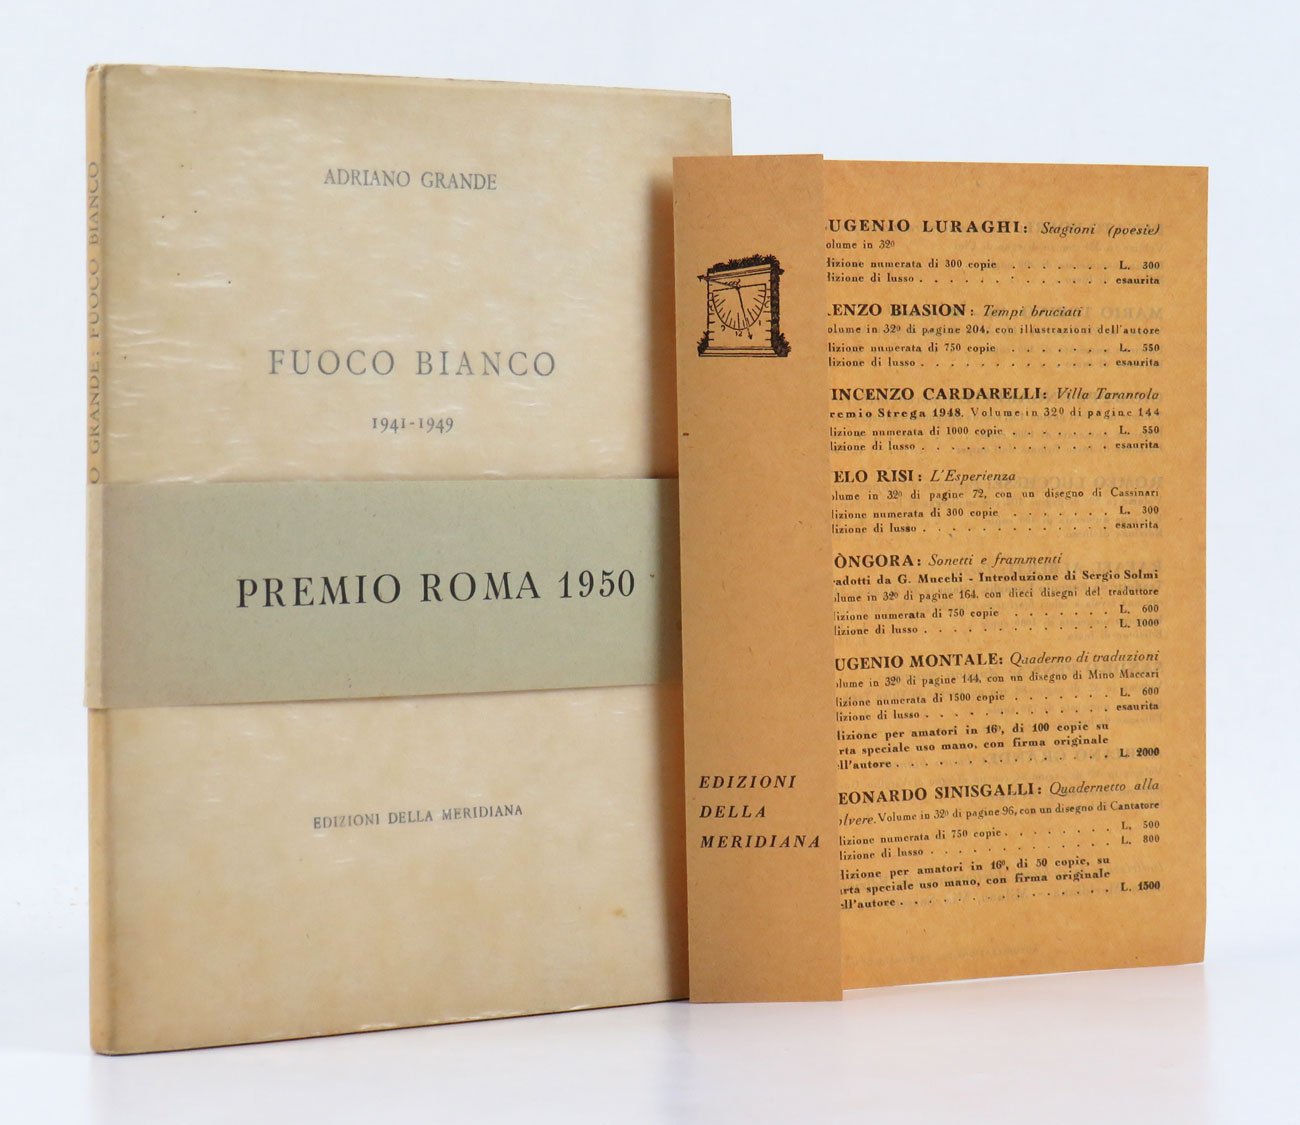 ADRIANO GRANDE
FUOCO BIANCO
1941-1949
PREMIO ROMA 1950
EDIZIONI DELLA MERIDIANA
O GRANDE: FUOCO BIANCO
EDIZIONI
DELLA
MERIDIANA
UGENIO LURAGHI: Stagioni (poesie)
olume in 32º
dizione numerata di 300 copie . . . . . . . L. 300
dizione di lusso . . . . . . . . . . . . . esaurita
ENZO BIASION: Tempi bruciati
olume in 32º di pagine 204, con illustrazioni dell'autore
dizione numerata di 750 copie . . . . . . . L. 550
dizione di lusso . . . . . . . . . . . . . esaurita
INCENZO CARDARELLI: Villa Tarantola
remio Strega 1948. Volume in 32º di pagine 144
dizione numerata di 1000 copie . . . . . . . L. 550
dizione di lusso . . . . . . . . . . . . . esaurita
ELO RISI: L'Esperienza
olume in 32º di pagine 72, con un disegno di Cassinari
dizione numerata di 300 copie . . . . . . . L. 300
dizione di lusso . . . . . . . . . . . . . esaurita
ÒNGORA: Sonetti e frammenti
adotti da G. Mucchi - Introduzione di Sergio Solmi
olume in 32º di pagine 164, con dieci disegni del traduttore
dizione numerata di 750 copie . . . . . . . L. 600
dizione di lusso . . . . . . . . . . . . . L. 1000
UGENIO MONTALE: Quaderno di traduzioni
olume in 32º di pagine 144, con un disegno di Mino Maccari
dizione numerata di 1500 copie . . . . . . . L. 600
dizione di lusso . . . . . . . . . . . . . esaurita
dizione per amatori in 16º, di 100 copie su
rta speciale uso mano, con firma originale
ell'autore . . . . . . . . . . . . . . . L. 2000
EONARDO SINISGALLI: Quadernetto alla
olvere. Volume in 32º di pagine 96, con un disegno di Cantatore
dizione numerata di 750 copie . . . . . . . L. 500
dizione di lusso . . . . . . . . . . . . . L. 800
dizione per amatori in 16º, di 50 copie, su
arta speciale uso mano, con firma originale
ell'autore . . . . . . . . . . . . . . . L. 1500